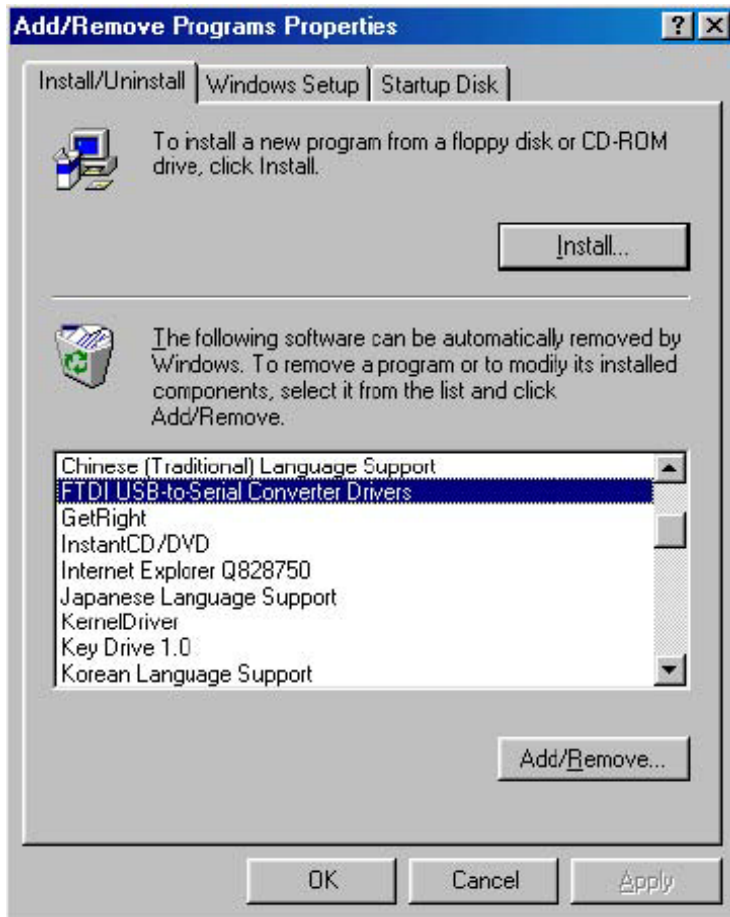 Add/Remove Programs Properties
Install/Uninstall
Windows Setup
Startup Disk
To install a new program from a floppy disk or CD-ROM
drive, click Install.
Install...
The following software can be automatically removed by
Windows. To remove a program or to modify its installed
components, select it from the list and click
Add/Remove.
Chinese (Traditional) Language Support
FTDI USB-to-Serial Converter Drivers
GetRight
InstantCD/DVD
Internet Explorer Q828750
Japanese Language Support
KernelDriver
Key Drive 1.0
Korean Language Support
Add/Remove...
OK
Cancel
Apply